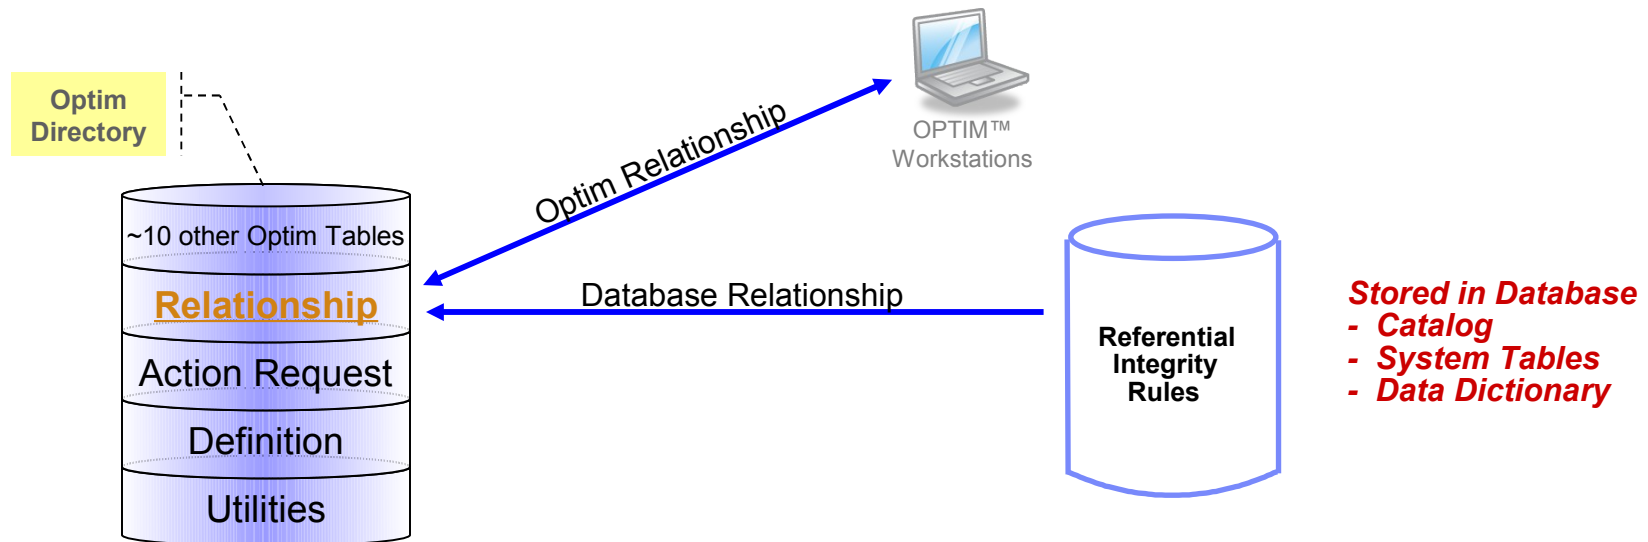 Optim
Directory
~10 other Optim Tables
Relationship
Action Request
Definition
Utilities
Optim Relationship
Database Relationship
OPTIM™
Workstations
Referential
Integrity
Rules
Stored in Database
- Catalog
- System Tables
- Data Dictionary